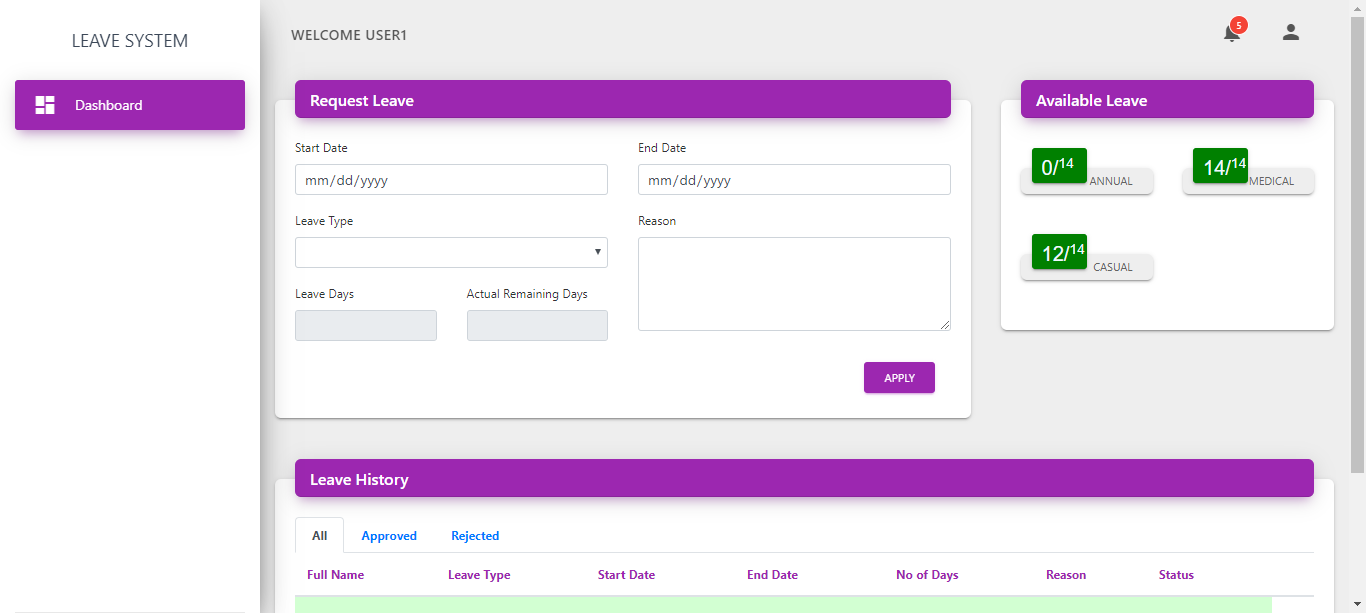 LEAVE SYSTEM
Dashboard
WELCOME USER1
5
Request Leave
Start Date
End Date
mm/dd/yyyy
mm/dd/yyyy
Leave Type
Reason
Leave Days
Actual Remaining Days
APPLY
Available Leave
0/14
ANNUAL
14/14
MEDICAL
12/14
CASUAL
Leave History
All Approved Rejected
Full Name Leave Type Start Date End Date No of Days Reason Status